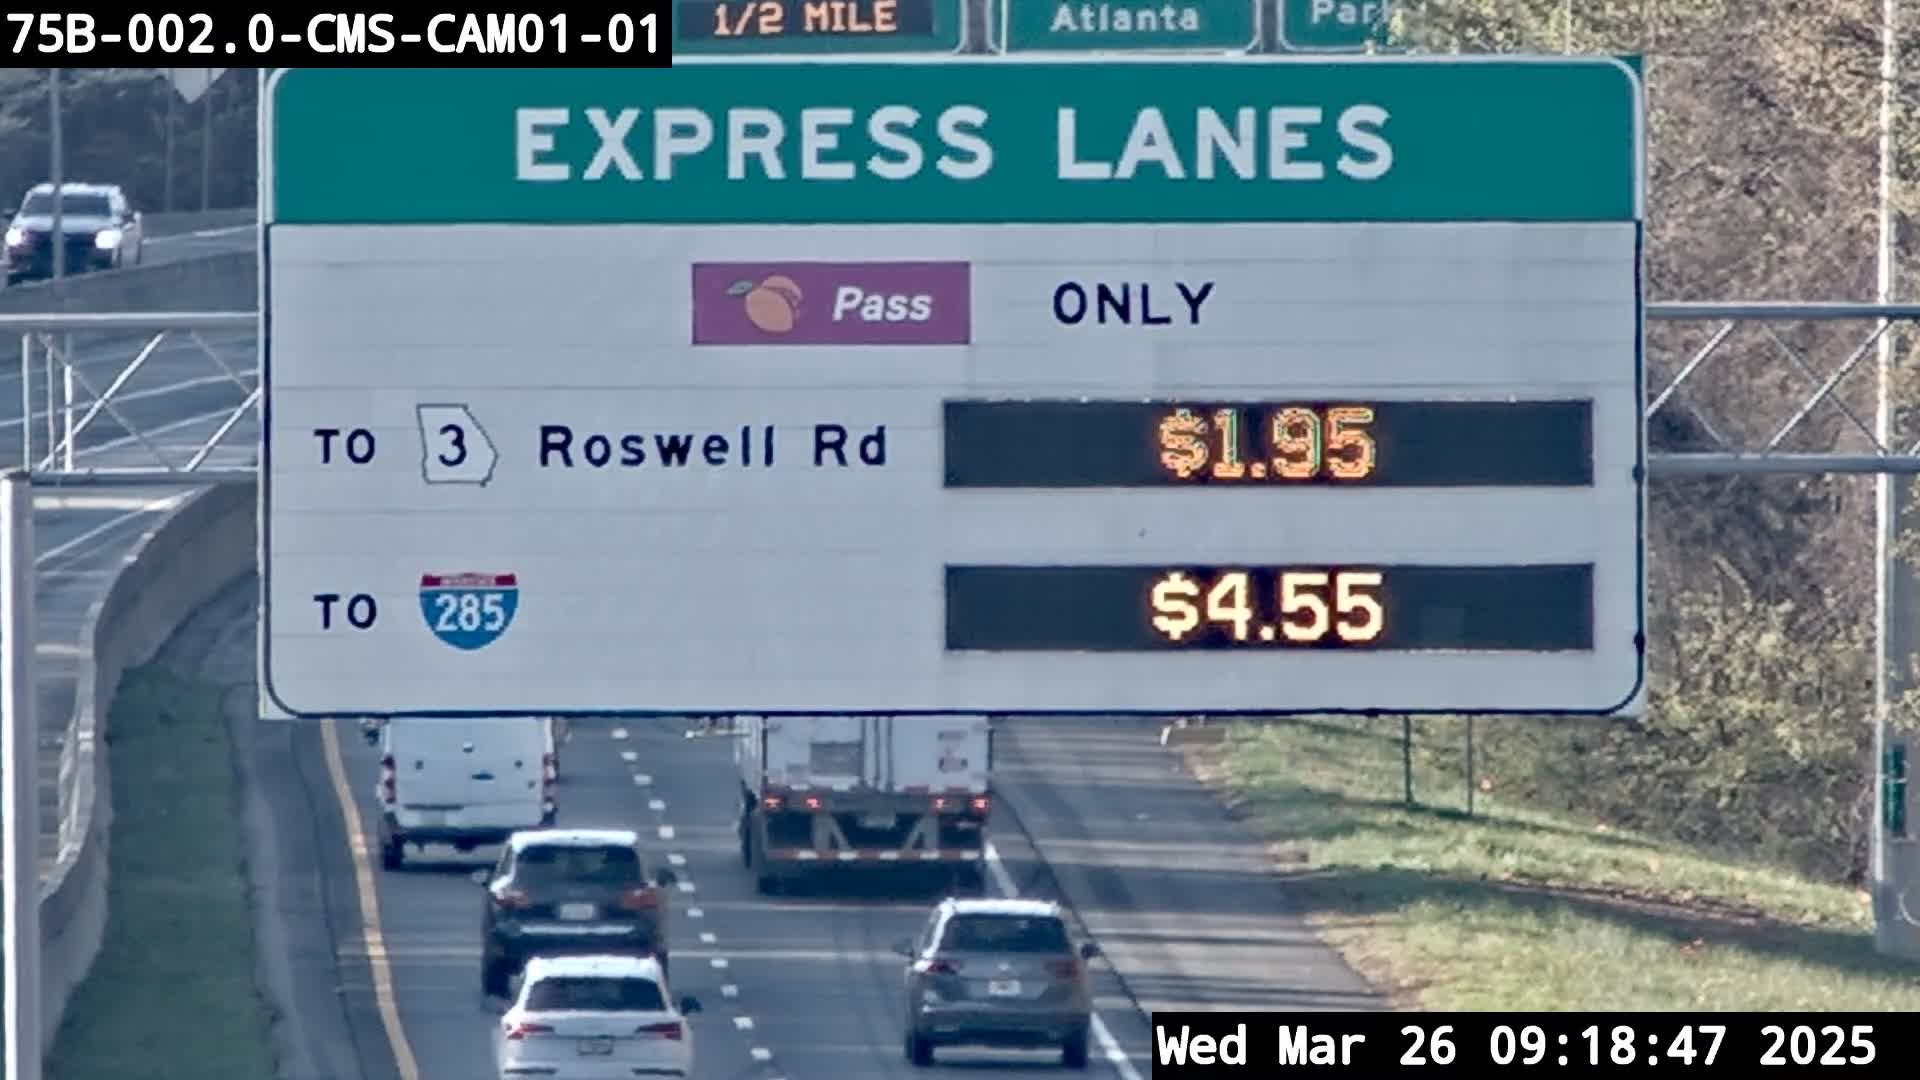 75B-002.0-CMS-CAM01-01
1/2 MILE
Atlanta
EXPRESS LANES
Pass ONLY
TO 3 Roswell Rd $1.95
TO INTERSTATE 285 $4.55
Wed Mar 26 09:18:47 2025